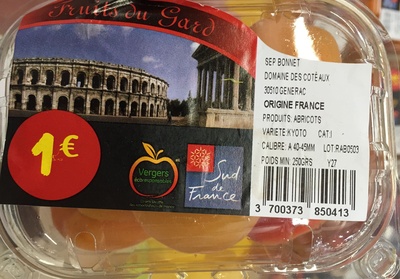 Fruits du Gard
1€
Vergers
écoresponsables
Sud
de
France
SEP BONNET
DOMAINE DES COTEAUX
30510 GENERAC
ORIGINE FRANCE
PRODUITS: ABRICOTS
VARIETE: KYOTO CAT: I
CALIBRE: A 40-45MM LOT: RAB0503
POIDS MIN: 250GRS Y27
3 700373 850413